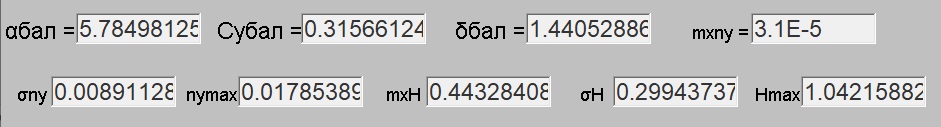 αбал = 5.78498125 Cубал = 0.31566124 δбал = 1.44052886 mxny = 3.1E-5
σny 0.00891128 nymax 0.01785389 mxH 0.44328408 σH 0.29943737 Hmax 1.04215882